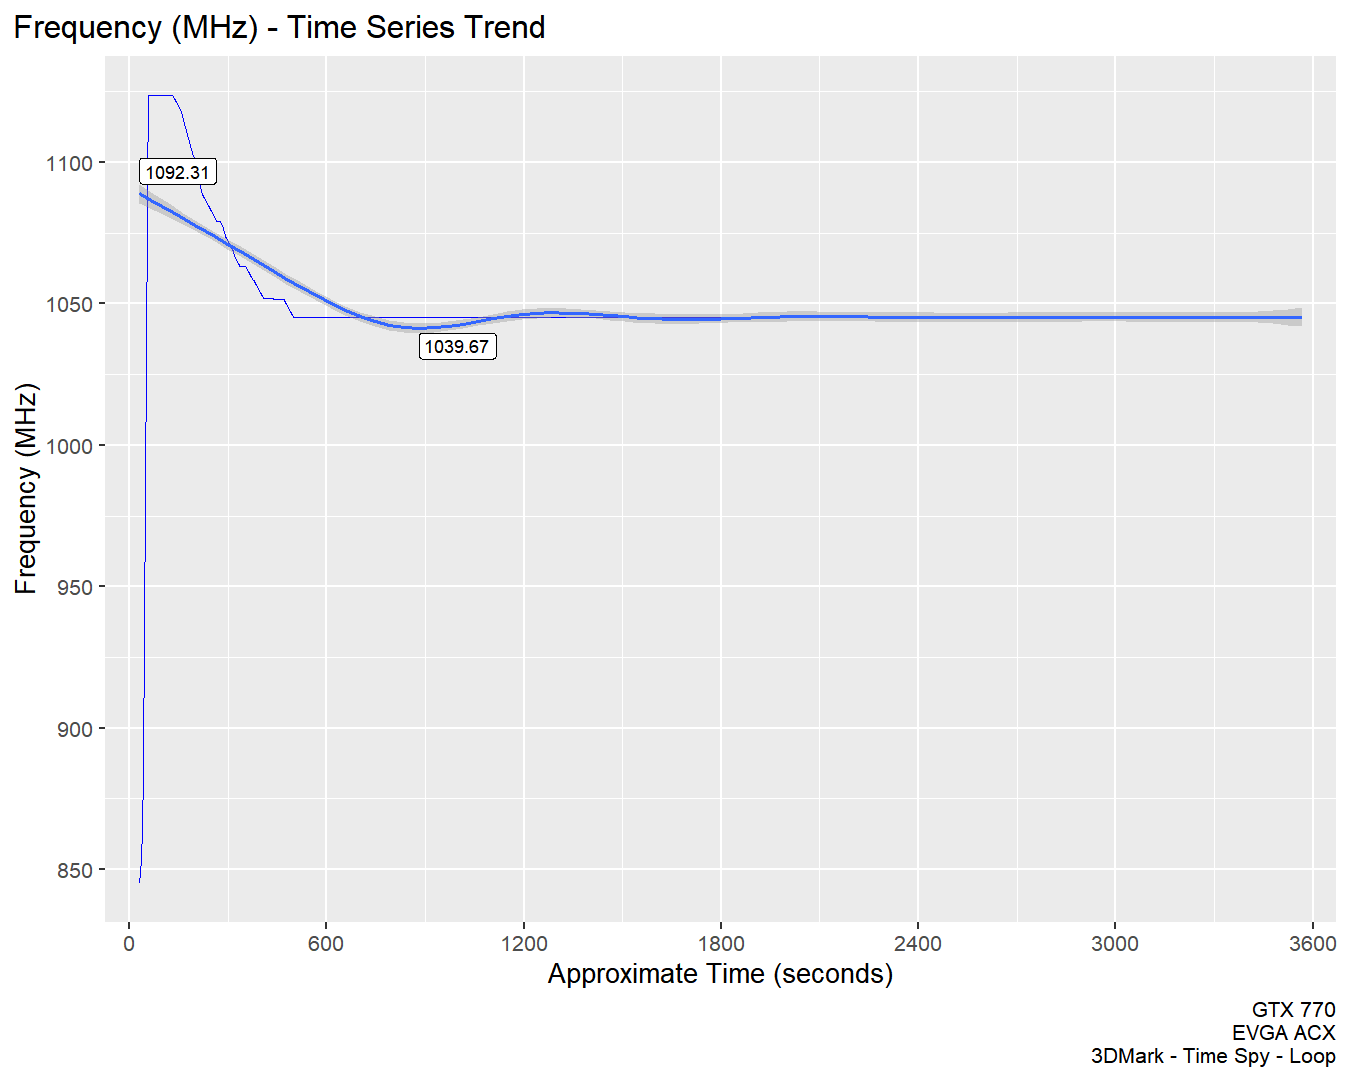 Frequency (MHz) - Time Series Trend
Frequency (MHz)
1100
1050
1000
950
900
850
1092.31
1039.67
0 600 1200 1800 2400 3000 3600
Approximate Time (seconds)
GTX 770
EVGA ACX
3DMark - Time Spy - Loop